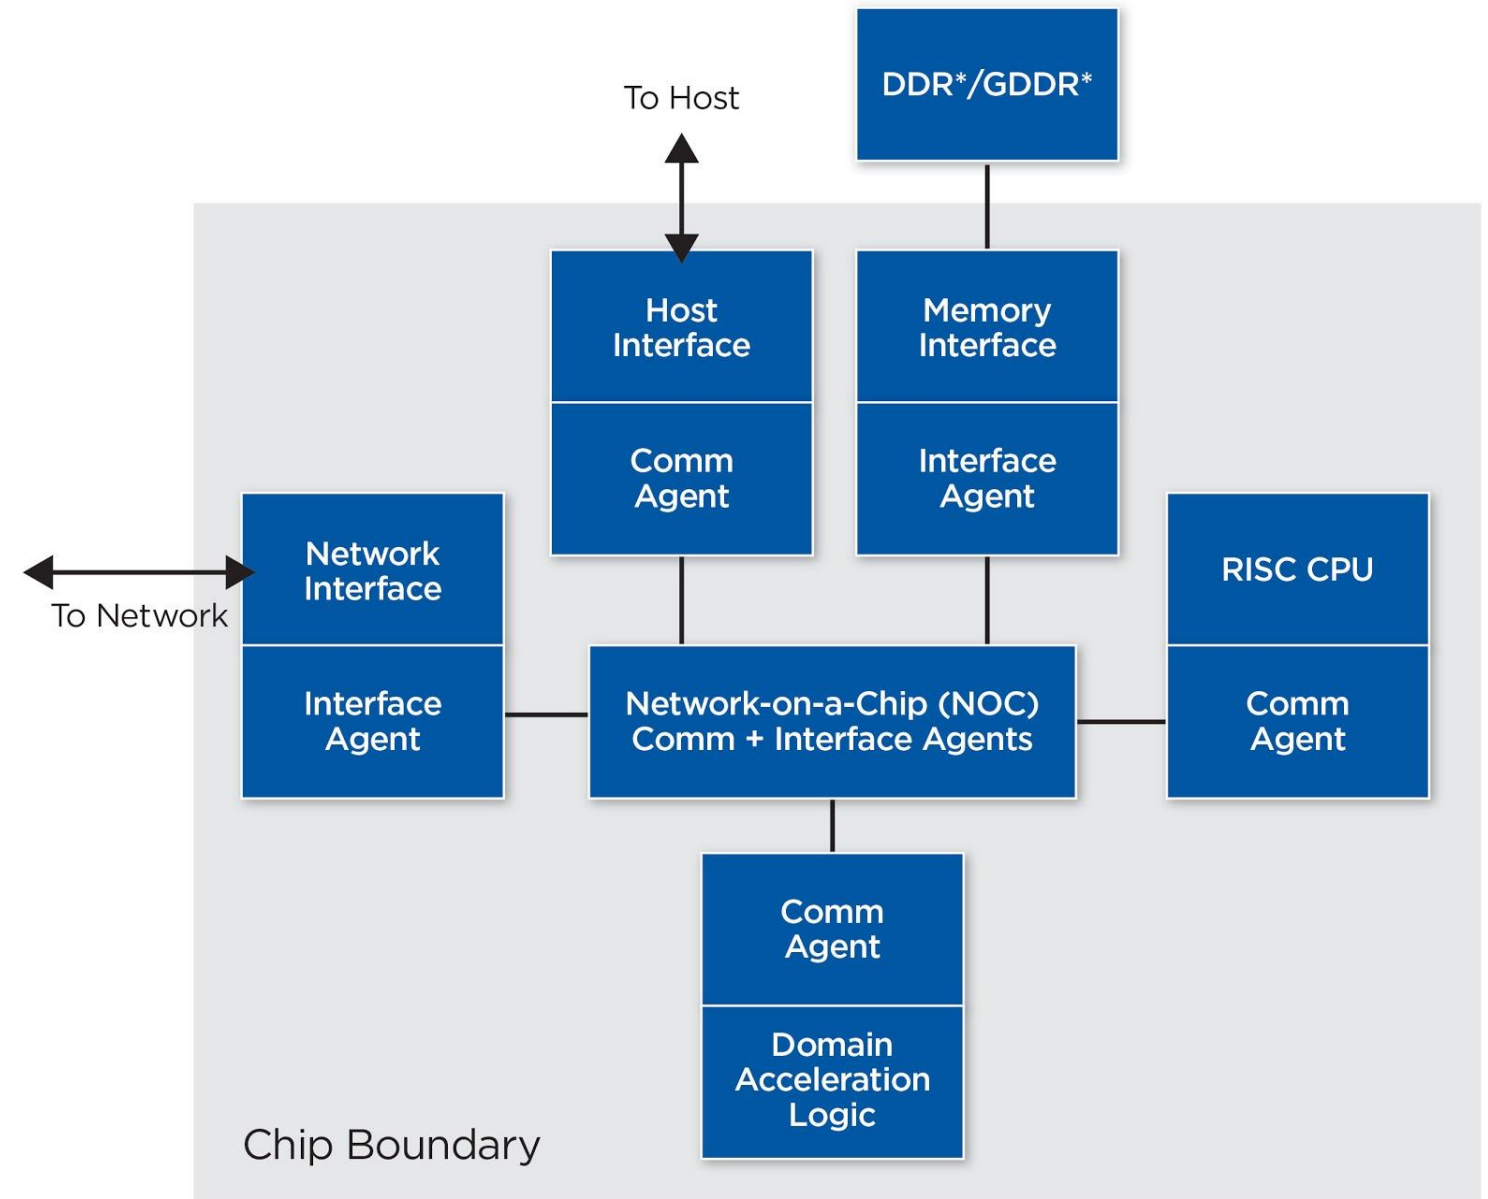 DDR*/GDDR*
To Host
Host
Interface
Memory
Interface
Comm
Agent
Interface
Agent
Network
Interface
RISC CPU
To Network
Interface
Agent
Network-on-a-Chip (NOC)
Comm + Interface Agents
Comm
Agent
Comm
Agent
Domain
Acceleration
Logic
Chip Boundary